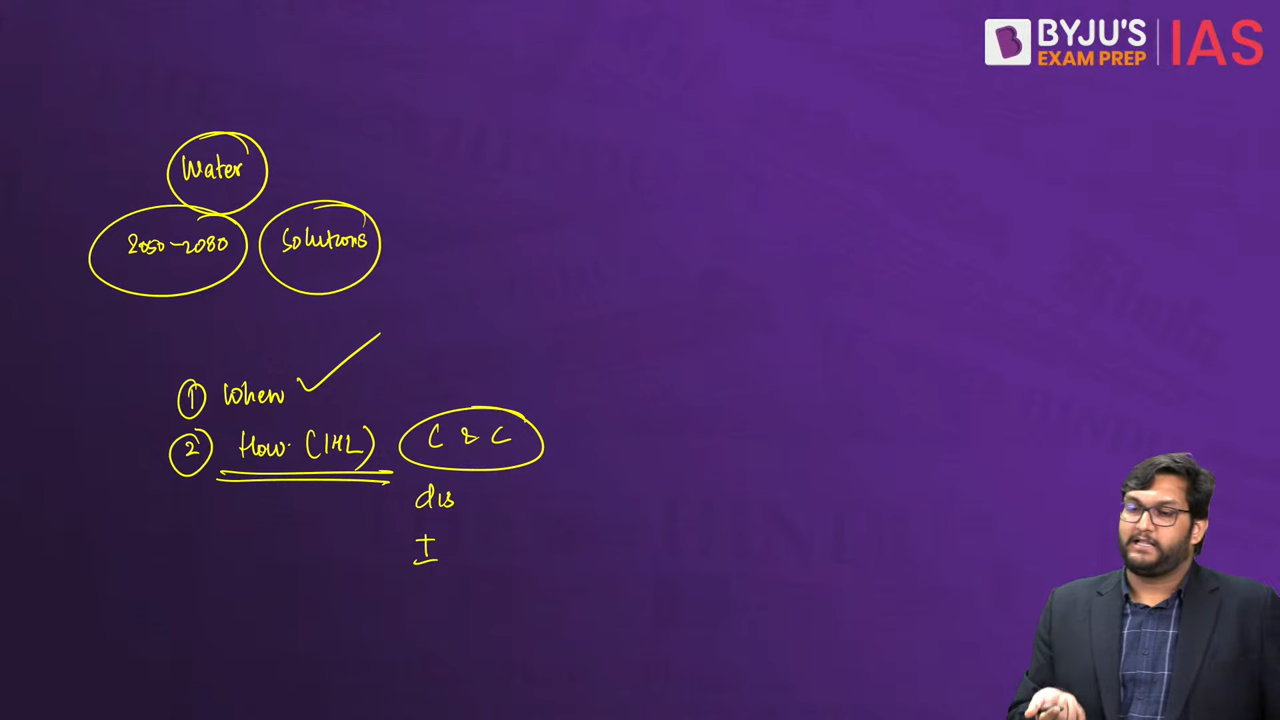 BYJU'S IAS
EXAM PREP
Water
2050-2080
Solutions
1 When
2 How (IHL) C & C
dis
I